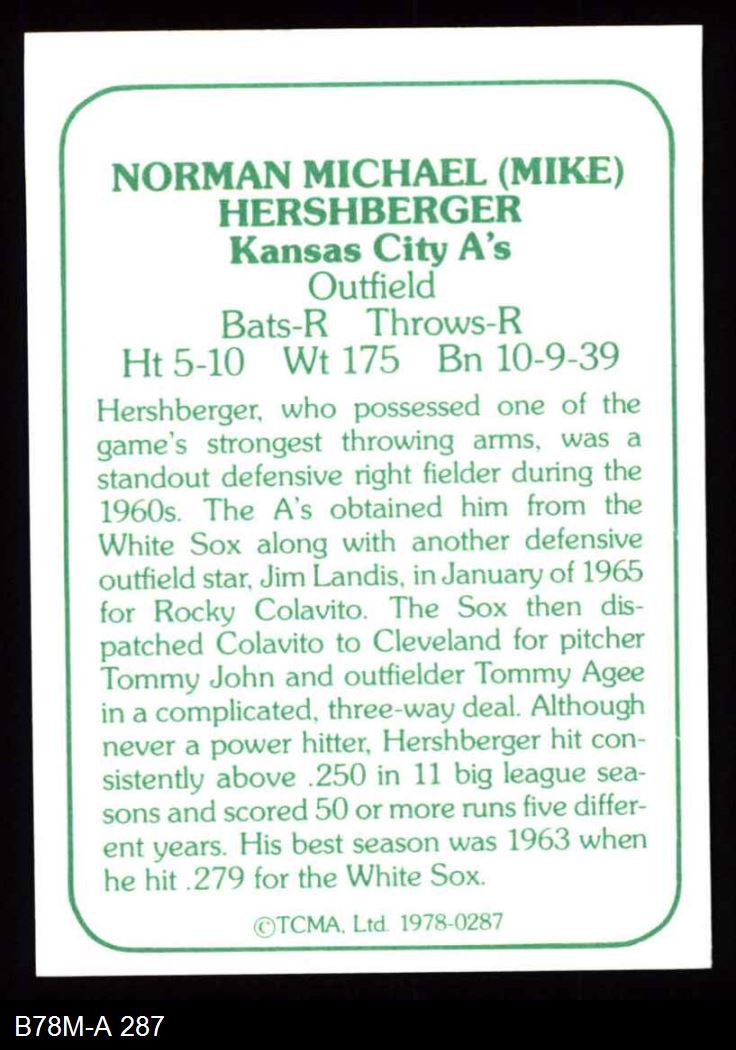 NORMAN MICHAEL (MIKE)
HERSHBERGER
Kansas City A's
Outfield
Bats-R Throws-R
Ht 5-10 Wt 175 Bn 10-9-39
Hershberger, who possessed one of the
game's strongest throwing arms, was a
standout defensive right fielder during the
1960s. The A's obtained him from the
White Sox along with another defensive
outfield star, Jim Landis, in January of 1965
for Rocky Colavito. The Sox then dis-
patched Colavito to Cleveland for pitcher
Tommy John and outfielder Tommy Agee
in a complicated, three-way deal. Although
never a power hitter, Hershberger hit con-
sistently above .250 in 11 big league sea-
sons and scored 50 or more runs five differ-
ent years. His best season was 1963 when
he hit .279 for the White Sox.
©TCMA, Ltd. 1978-0287
B78M-A 287